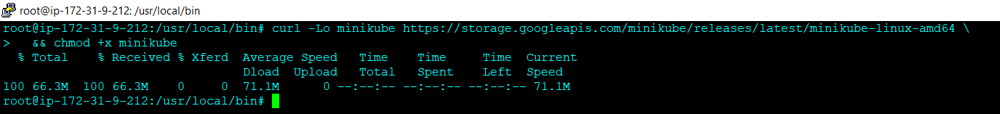 root@ip-172-31-9-212: /usr/local/bin
root@ip-172-31-9-212:/usr/local/bin# curl -Lo minikube https://storage.googleapis.com/minikube/releases/latest/minikube-linux-amd64 \
>   && chmod +x minikube
  % Total    % Received % Xferd  Average Speed   Time    Time     Time  Current
                                 Dload  Upload   Total   Spent    Left  Speed
100 66.3M  100 66.3M    0     0  71.1M      0 --:--:-- --:--:-- --:--:-- 71.1M
root@ip-172-31-9-212:/usr/local/bin#